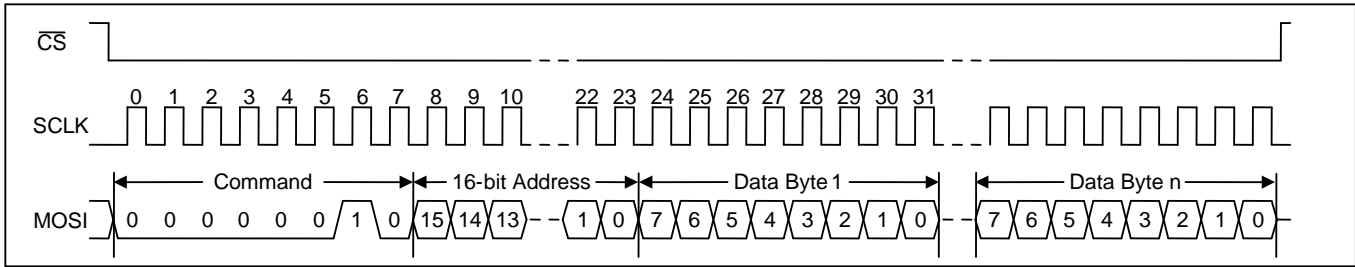 CS
0 1 2 3 4 5 6 7 8 9 10 22 23 24 25 26 27 28 29 30 31
SCLK
Command 16-bit Address Data Byte 1 Data Byte n
MOSI 0 0 0 0 0 0 1 0 15 14 13 1 0 7 6 5 4 3 2 1 0 7 6 5 4 3 2 1 0